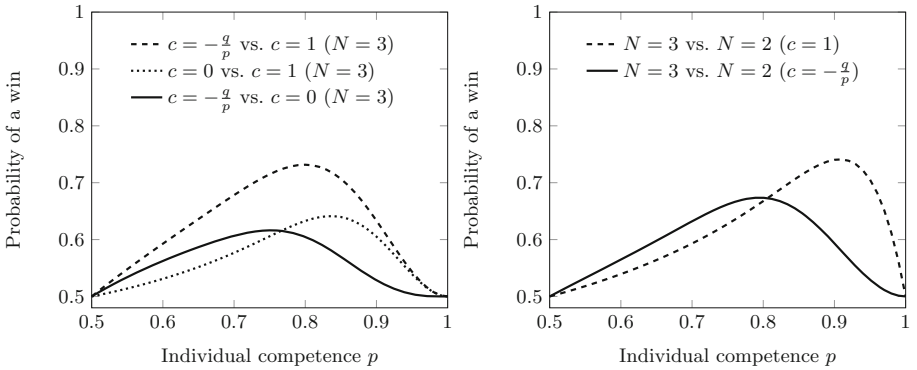 1
0.9
0.8
0.7
0.6
0.5
0.5 0.6 0.7 0.8 0.9 1
Probability of a win
Individual competence p
c = −q/p vs. c = 1 (N = 3)
c = 0 vs. c = 1 (N = 3)
c = −q/p vs. c = 0 (N = 3)
1
0.9
0.8
0.7
0.6
0.5
0.5 0.6 0.7 0.8 0.9 1
Probability of a win
Individual competence p
N = 3 vs. N = 2 (c = 1)
N = 3 vs. N = 2 (c = −q/p)